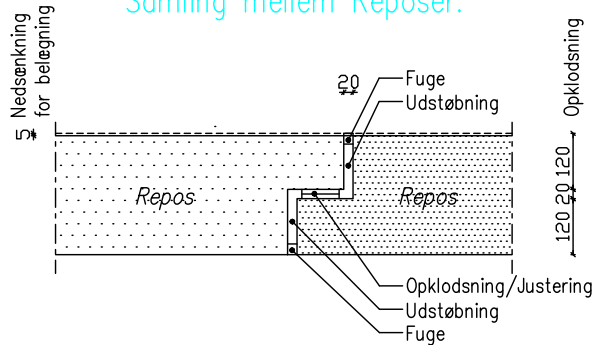 Samling mellem Reposer.
5 Nedsænkning
for belægning
20
Fuge
Udstøbning
Opklodsning
120 20 120
Repos
Repos
Opklodsning/Justering
Udstøbning
Fuge